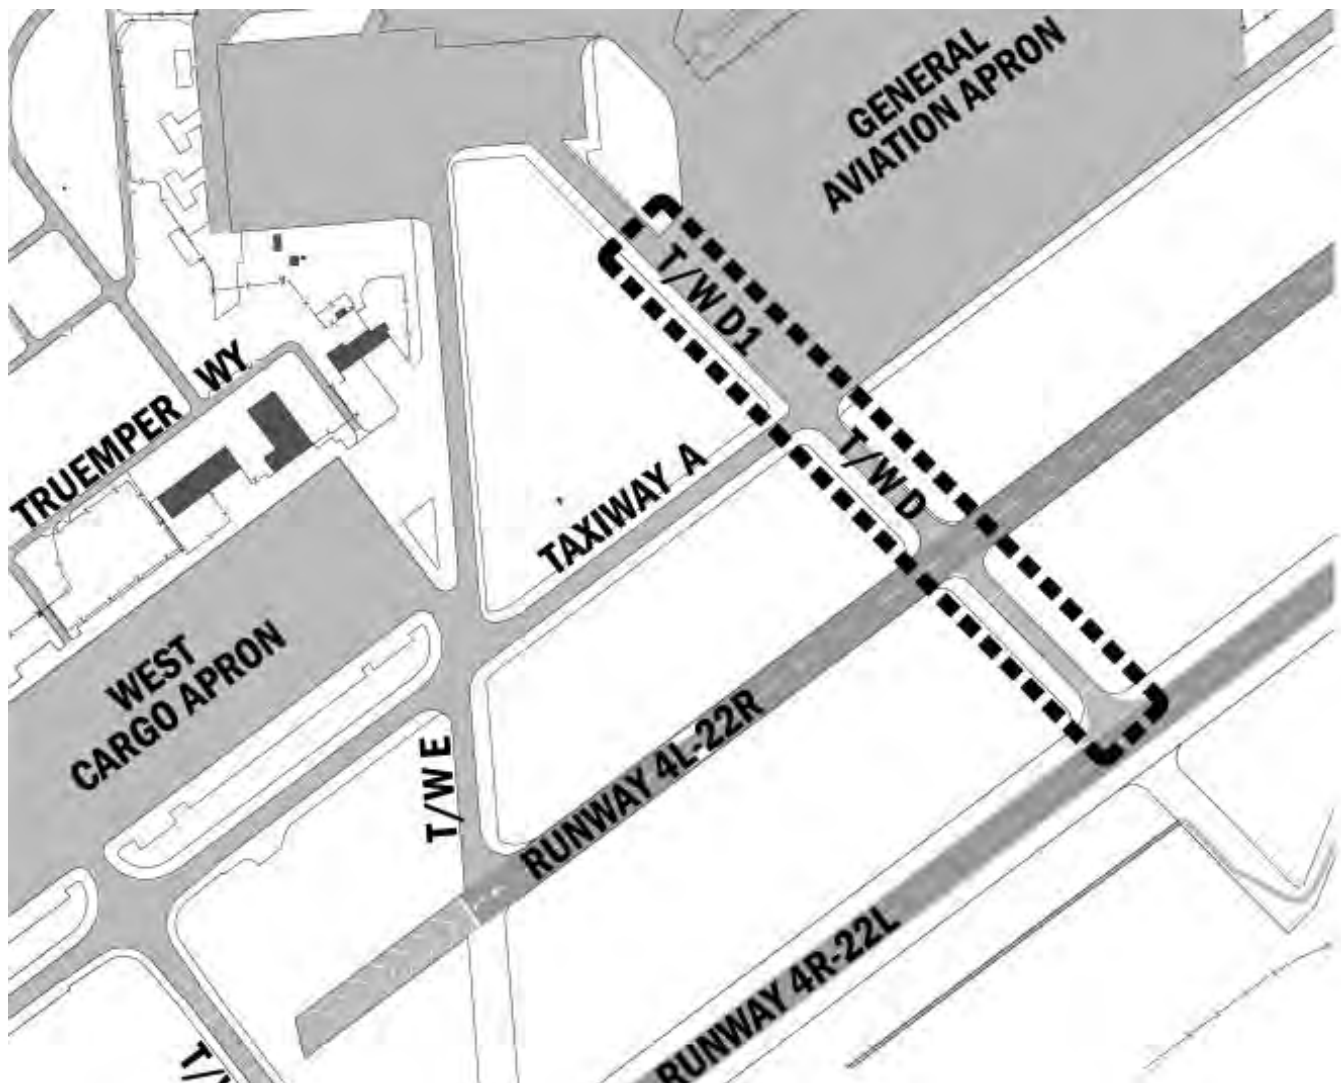 GENERAL
AVIATION APRON
T/W D1
TRUEMPER WY
T/W D
TAXIWAY A
WEST
CARGO APRON
T/W E
RUNWAY 4L-22R
RUNWAY 4R-22L